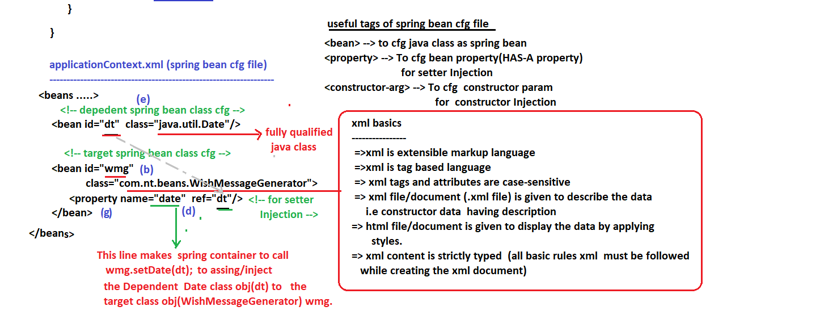 }
}
applicationContext.xml (spring bean cfg file)
-----------------------------------------------------------
<beans .....>
(e)
<!-- depedent spring bean class cfg -->
<bean id="dt" class="java.util.Date"/>
fully qualified
java class
<!-- target spring bean class cfg -->
<bean id="wmg" (b)
class="com.nt.beans.WishMessageGenerator">
<property name="date" ref="dt"/> <!-- for setter
Injection -->
</bean> (g)
(d)
</beans>
This line makes spring container to call
wmg.setDate(dt); to assing/inject
the Dependent Date class obj(dt) to the
target class obj(WishMessageGenerator) wmg.
useful tags of spring bean cfg file
<bean> --> to cfg java class as spring bean
<property> --> To cfg bean property(HAS-A property)
for setter Injection
<constructor-arg> --> To cfg constructor param
for constructor Injection
xml basics
----------------
=>xml is extensible markup language
=>xml is tag based language
=> xml tags and attributes are case-sensitive
=> xml file/document (.xml file) is given to describe the data
i.e constructor data having description
=> html file/document is given to display the data by applying
styles.
=> xml content is strictly typed (all basic rules xml must be followed
while creating the xml document)